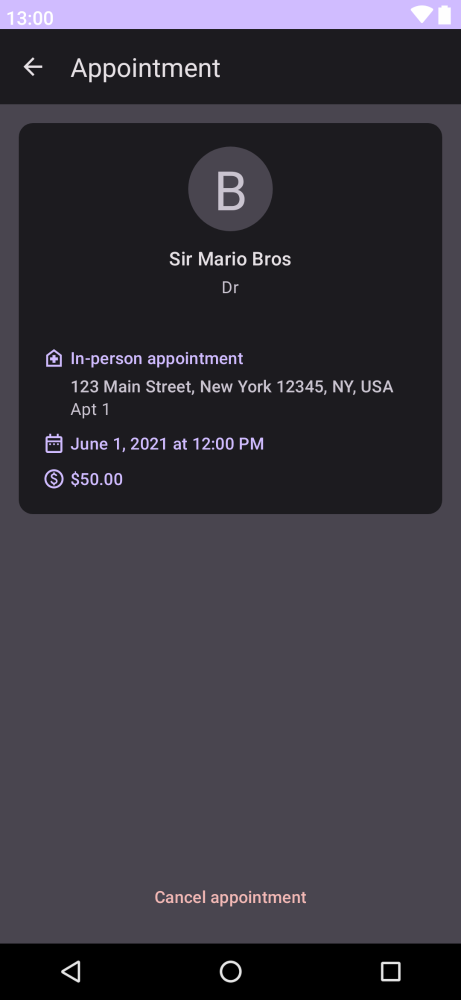 13:00
Appointment
B
Sir Mario Bros
Dr
In-person appointment
123 Main Street, New York 12345, NY, USA
Apt 1
June 1, 2021 at 12:00 PM
$50.00
Cancel appointment